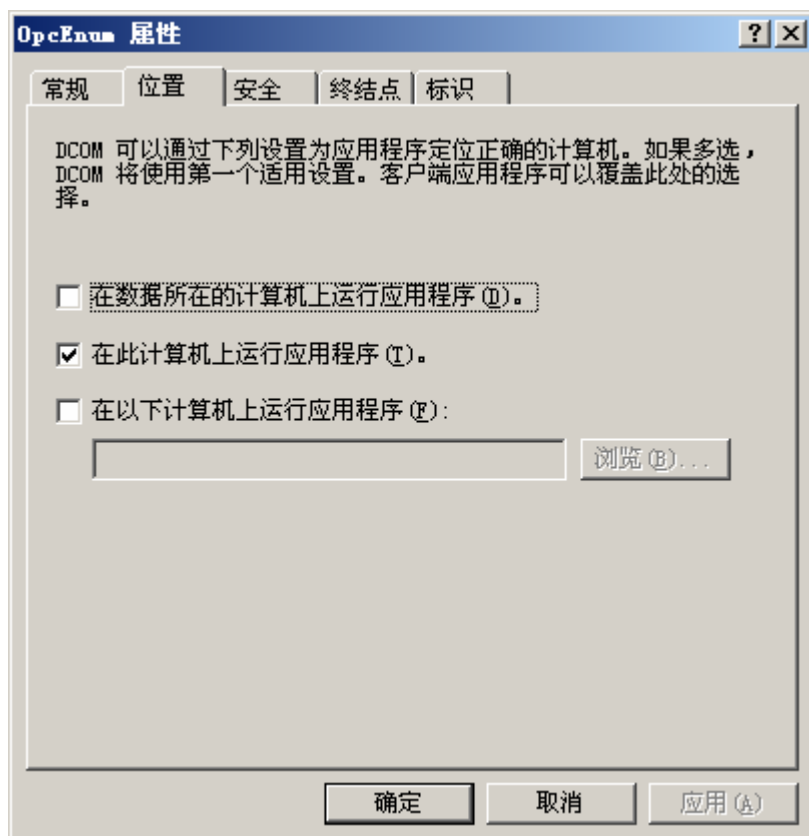 OpcEnum 属性
常规 位置 安全 终结点 标识
DCOM 可以通过下列设置为应用程序定位正确的计算机。如果多选，
DCOM 将使用第一个适用设置。客户端应用程序可以覆盖此处的选
择。
在数据所在的计算机上运行应用程序(D)。
在此计算机上运行应用程序(T)。
在以下计算机上运行应用程序(F):
浏览(B)...
确定 取消 应用(A)